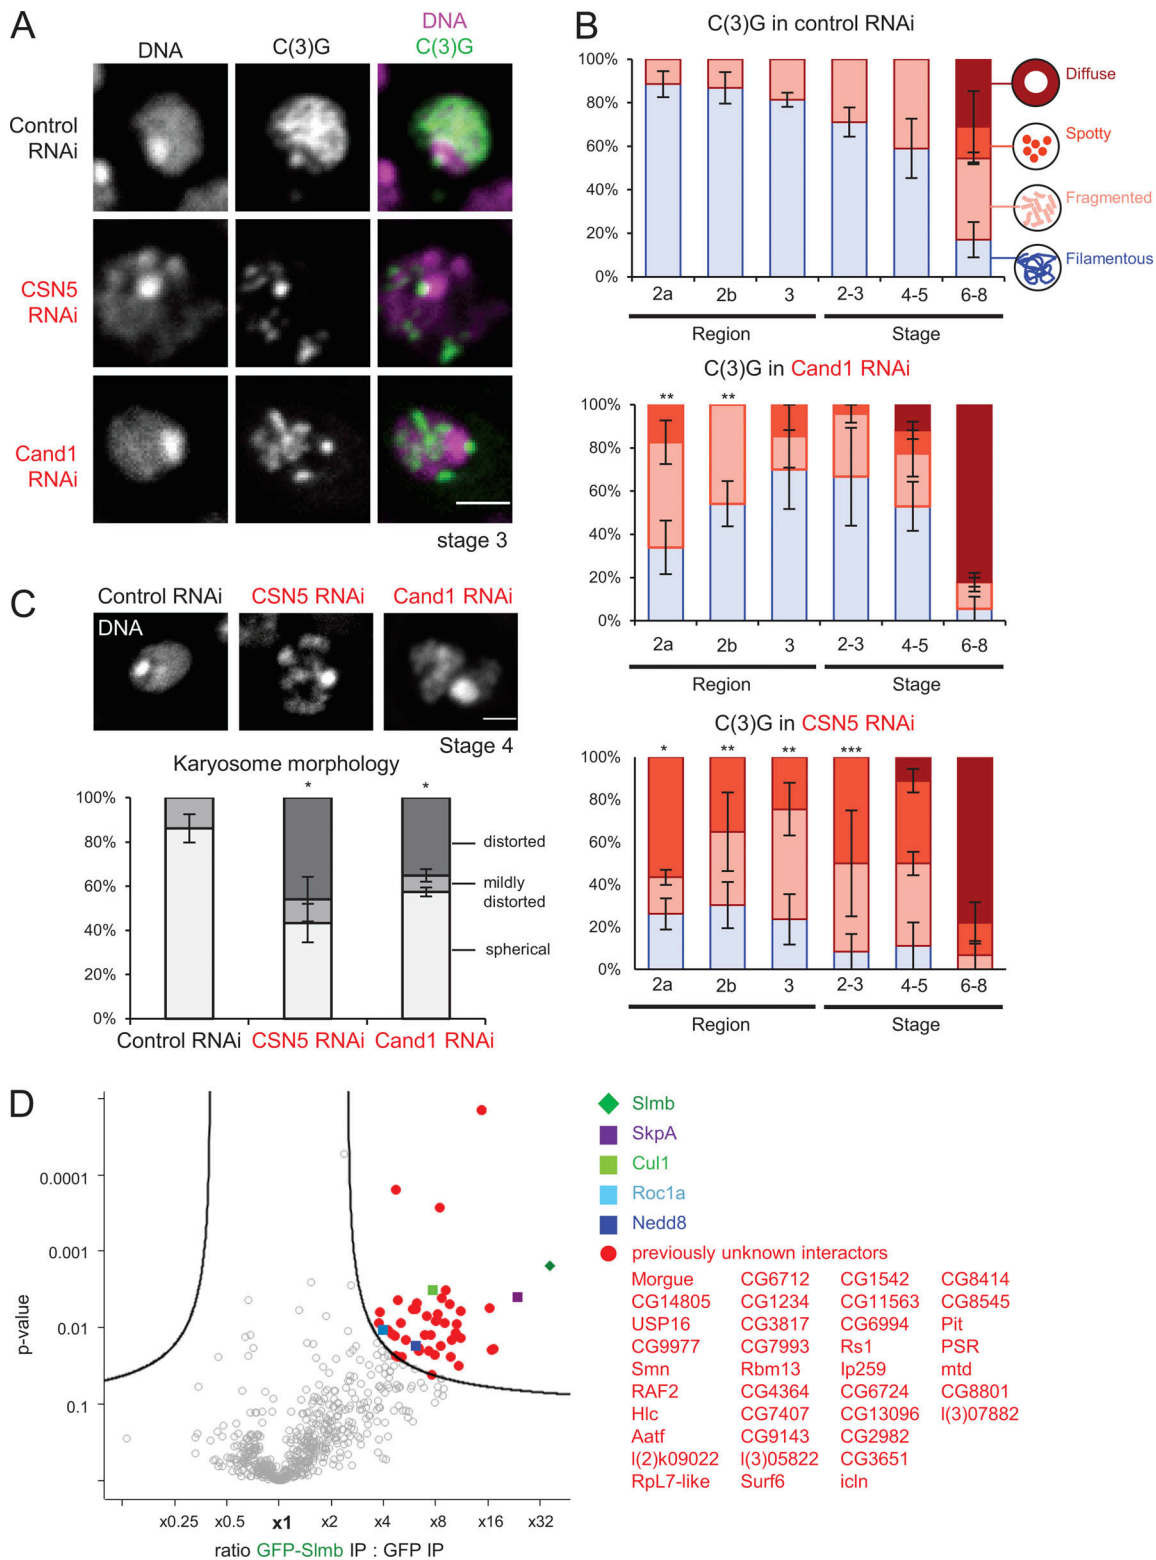 A
DNA
C(3)G
DNA
C(3)G
Control
RNAi
CSN5
RNAi
Cand1
RNAi
stage 3
B
C(3)G in control RNAi
100%
80%
60%
40%
20%
0%
2a
2b
3
2-3
4-5
6-8
Region
Stage
Diffuse
Spotty
Fragmented
Filamentous
C(3)G in Cand1 RNAi
**
**
100%
80%
60%
40%
20%
0%
2a
2b
3
2-3
4-5
6-8
Region
Stage
C(3)G in CSN5 RNAi
*
**
**
***
100%
80%
60%
40%
20%
0%
2a
2b
3
2-3
4-5
6-8
Region
Stage
C
Control RNAi
CSN5 RNAi
Cand1 RNAi
DNA
Stage 4
Karyosome morphology
*
*
100%
80%
60%
40%
20%
0%
distorted
mildly
distorted
spherical
Control RNAi
CSN5 RNAi
Cand1 RNAi
D
p-value
0.0001
0.001
0.01
0.1
x0.25
x0.5
x1
x2
x4
x8
x16
x32
ratio GFP-Slmb IP : GFP IP
Slmb
SkpA
Cul1
Roc1a
Nedd8
previously unknown interactors
Morgue CG6712 CG1542 CG8414
CG14805 CG1234 CG11563 CG8545
USP16 CG3817 CG6994 Pit
CG9977 CG7993 Rs1 PSR
Smn Rbm13 lp259 mtd
RAF2 CG4364 CG6724 CG8801
Hlc CG7407 CG13096 l(3)07882
Aatf CG9143 CG2982
l(2)k09022 l(3)05822 CG3651
RpL7-like Surf6 icln